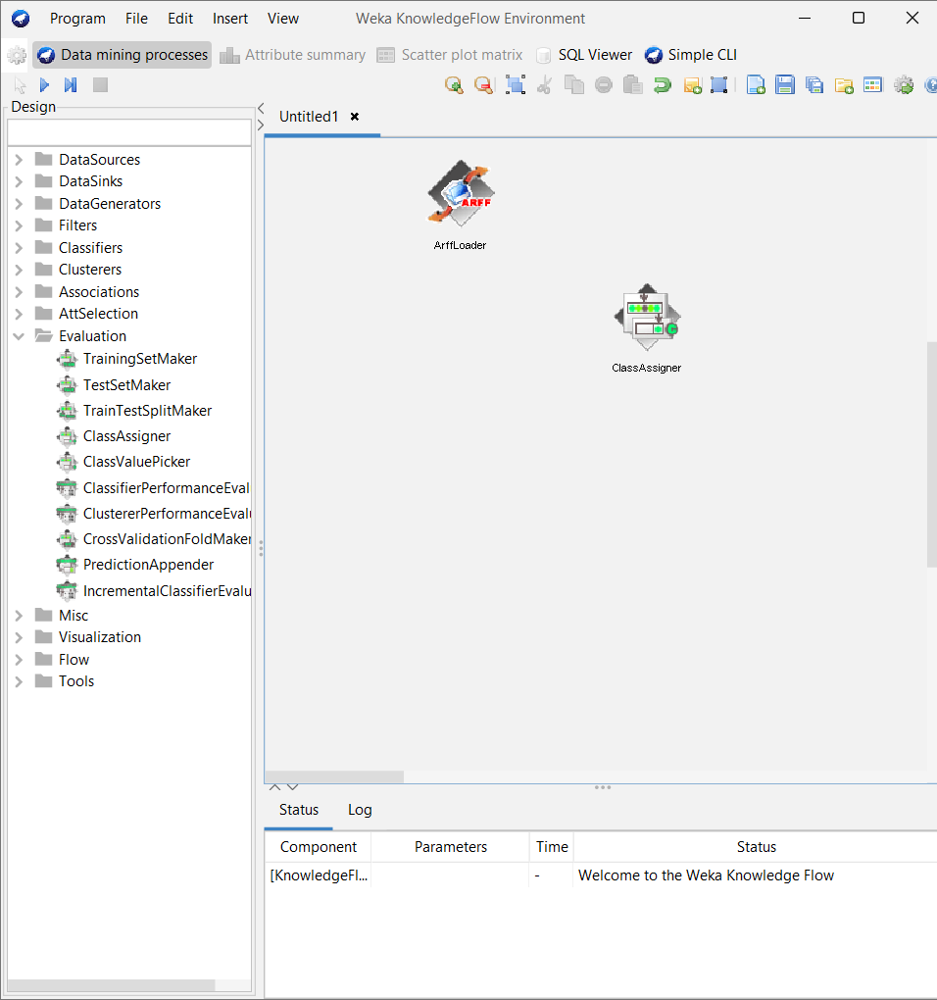 Program File Edit Insert View Weka KnowledgeFlow Environment
Data mining processes Attribute summary Scatter plot matrix SQL Viewer Simple CLI
Design
Untitled1
DataSources
DataSinks
DataGenerators
Filters
Classifiers
Clusterers
Associations
AttSelection
Evaluation
TrainingSetMaker
TestSetMaker
TrainTestSplitMaker
ClassAssigner
ClassValuePicker
ClassifierPerformanceEval
ClustererPerformanceEvalu
CrossValidationFoldMaker
PredictionAppender
IncrementalClassifierEvalu
Misc
Visualization
Flow
Tools
ARFF
ArffLoader
ClassAssigner
Status Log
Component Parameters Time Status
[KnowledgeFl... - Welcome to the Weka Knowledge Flow